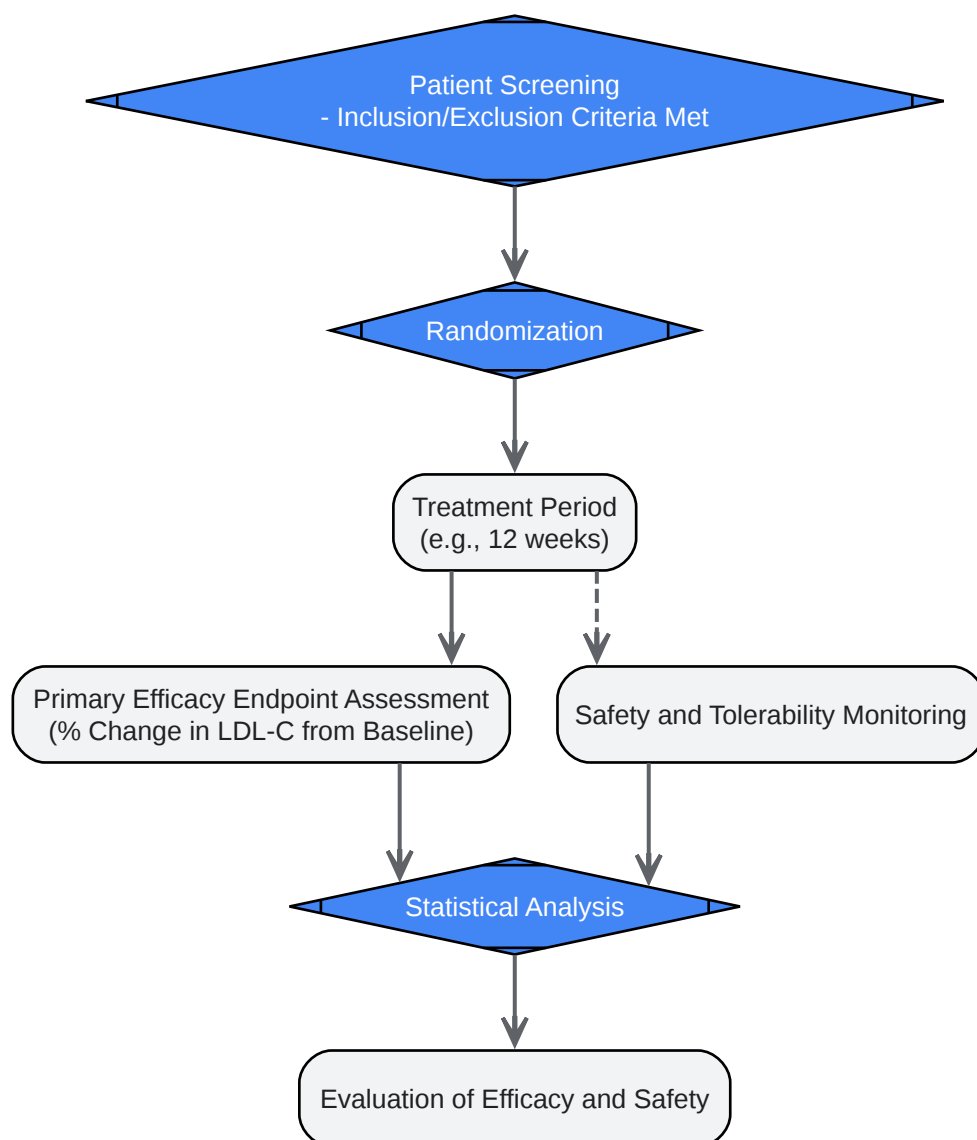 Patient Screening
- Inclusion/Exclusion Criteria Met
Randomization
Treatment Period
(e.g., 12 weeks)
Primary Efficacy Endpoint Assessment
(% Change in LDL-C from Baseline)
Safety and Tolerability Monitoring
Statistical Analysis
Evaluation of Efficacy and Safety